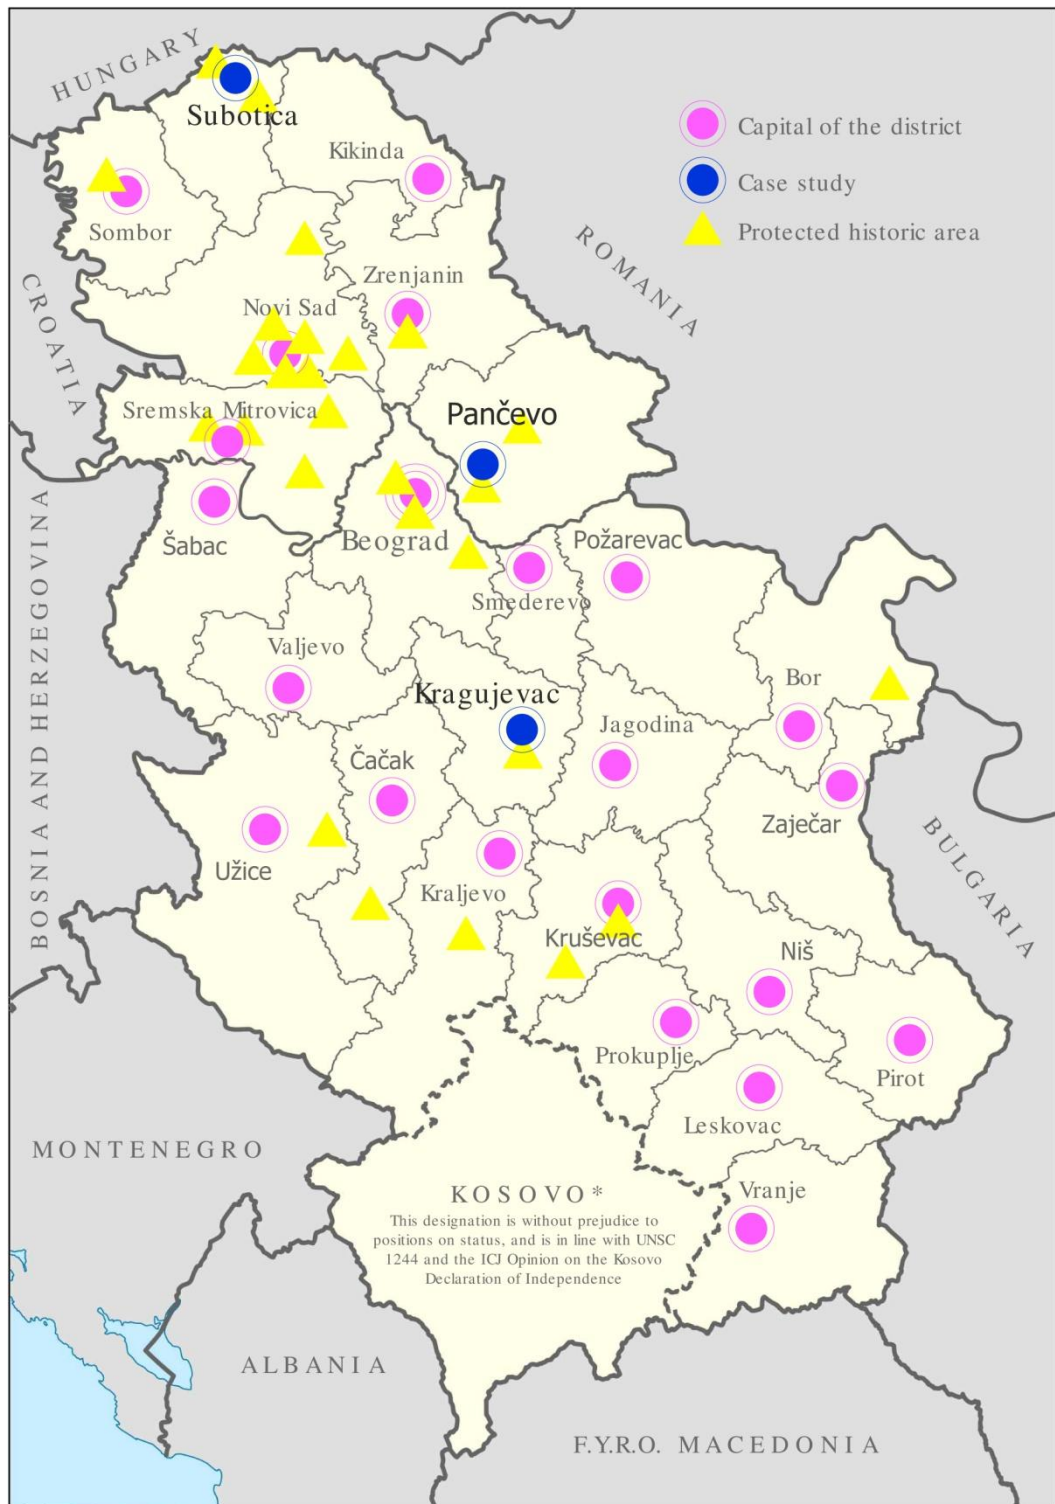 HUNGARY
Subotica
Capital of the district
Kikinda
Case study
Sombor
Protected historic area
ROMANIA
CROATIA
Zrenjanin
Novi Sad
Sremska Mitrovica
Pančevo
BOSNIA AND HERZEGOVINA
Šabac
Beograd
Požarevac
Smederevo
Valjevo
Bor
Kragujevac
Jagodina
Čačak
Zaječar
BULGARIA
Užice
Kraljevo
Kruševac
Niš
Prokuplje
Pirot
Leskovac
MONTENEGRO
Vranje
KOSOVO*
This designation is without prejudice to
positions on status, and is in line with UNSC
1244 and the ICJ Opinion on the Kosovo
Declaration of Independence
ALBANIA
F.Y.R.O. MACEDONIA